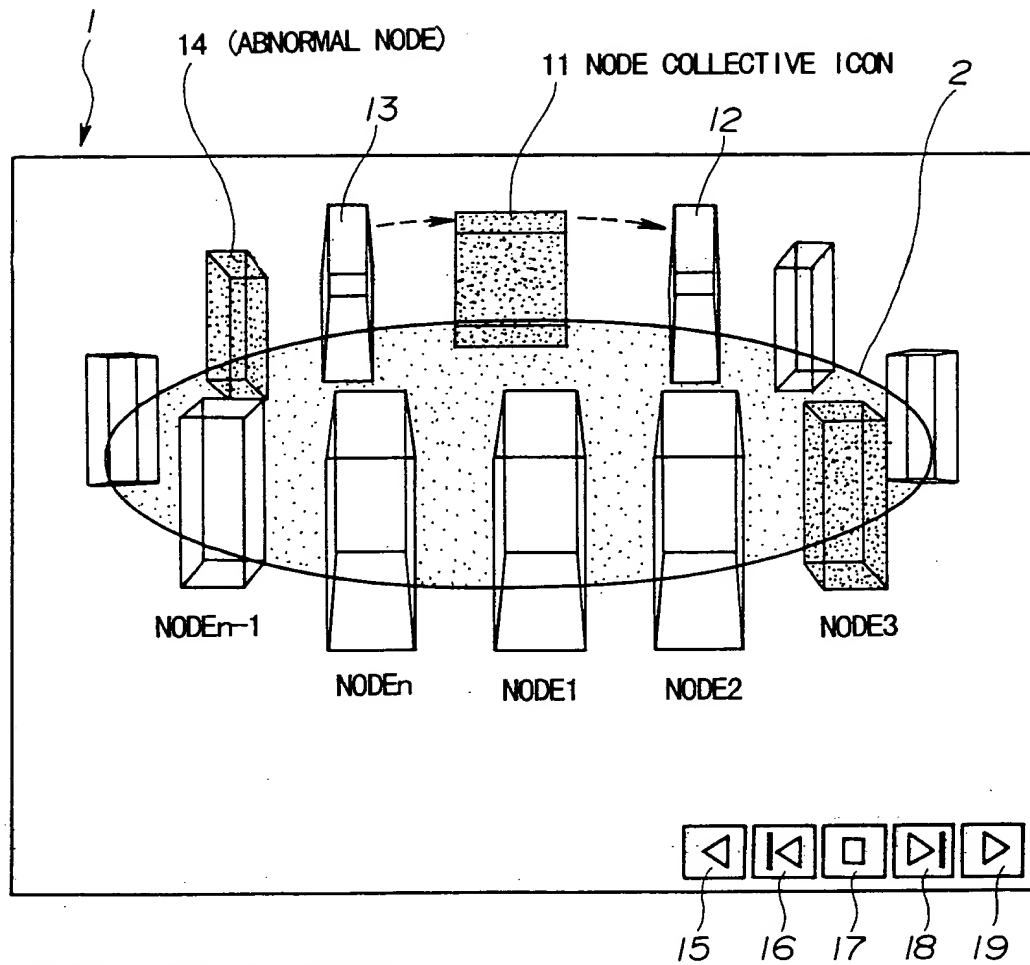 1
14 (ABNORMAL NODE)
11 NODE COLLECTIVE ICON
2
13
12
NODEn-1
NODE3
NODEn
NODE1
NODE2
15
16
17
18
19